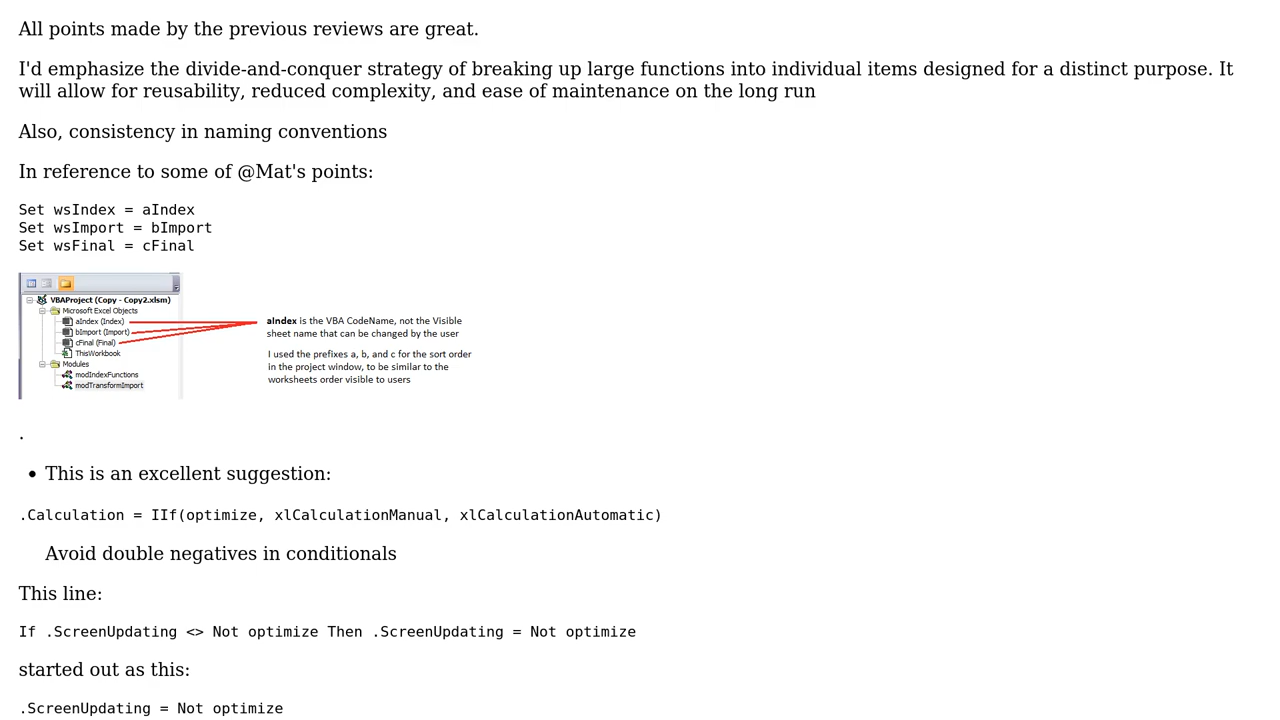 All points made by the previous reviews are great.
I'd emphasize the divide-and-conquer strategy of breaking up large functions into individual items designed for a distinct purpose. It
will allow for reusability, reduced complexity, and ease of maintenance on the long run
Also, consistency in naming conventions
In reference to some of @Mat's points:
Set wsIndex = aIndex
Set wsImport = bImport
Set wsFinal = cFinal
VBAProject (Copy - Copy2.xlsm)
Microsoft Excel Objects
aIndex (Index)
bImport (Import)
cFinal (Final)
ThisWorkbook
Modules
modIndexFunctions
modTransformImport
aIndex is the VBA CodeName, not the Visible
sheet name that can be changed by the user
I used the prefixes a, b, and c for the sort order
in the project window, to be similar to the
worksheets order visible to users
.
• This is an excellent suggestion:
.Calculation = IIf(optimize, xlCalculationManual, xlCalculationAutomatic)
Avoid double negatives in conditionals
This line:
If .ScreenUpdating <> Not optimize Then .ScreenUpdating = Not optimize
started out as this:
.ScreenUpdating = Not optimize